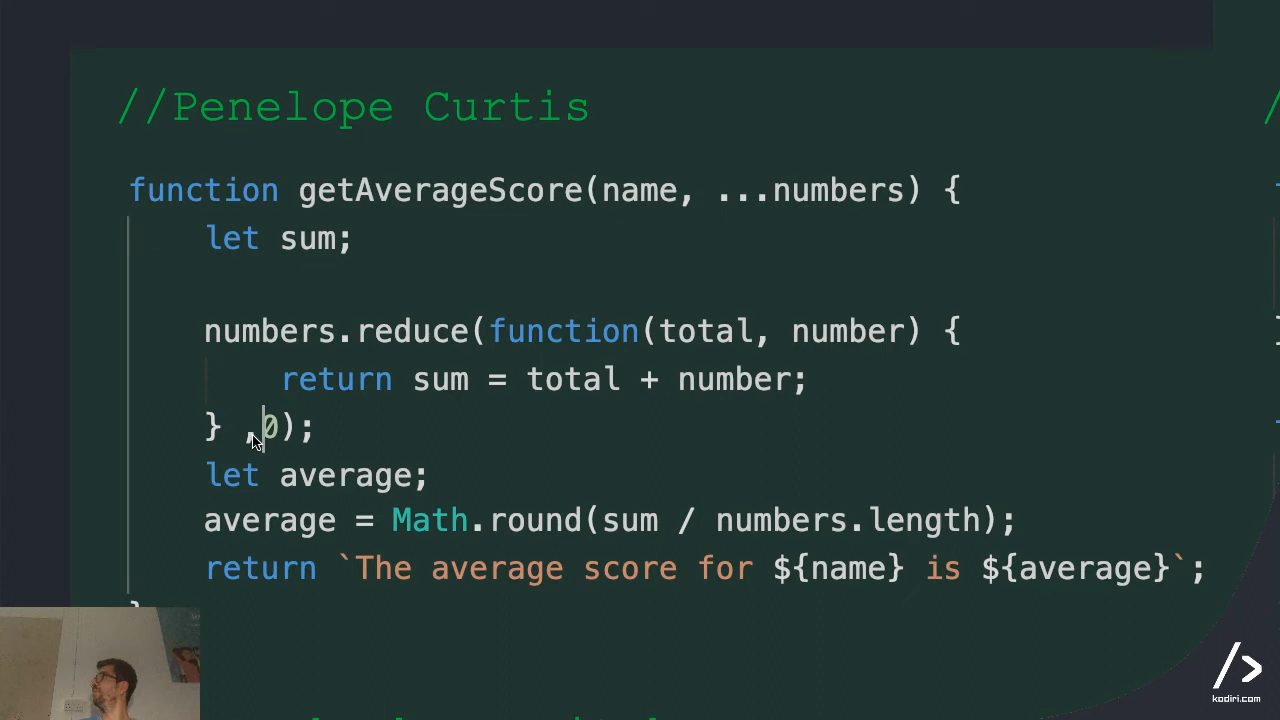 //Penelope Curtis
function getAverageScore(name, ...numbers) {
let sum;
numbers.reduce(function(total, number) {
return sum = total + number;
} ,0);
let average;
average = Math.round(sum / numbers.length);
return `The average score for ${name} is ${average}`;
</>
kodiri.com